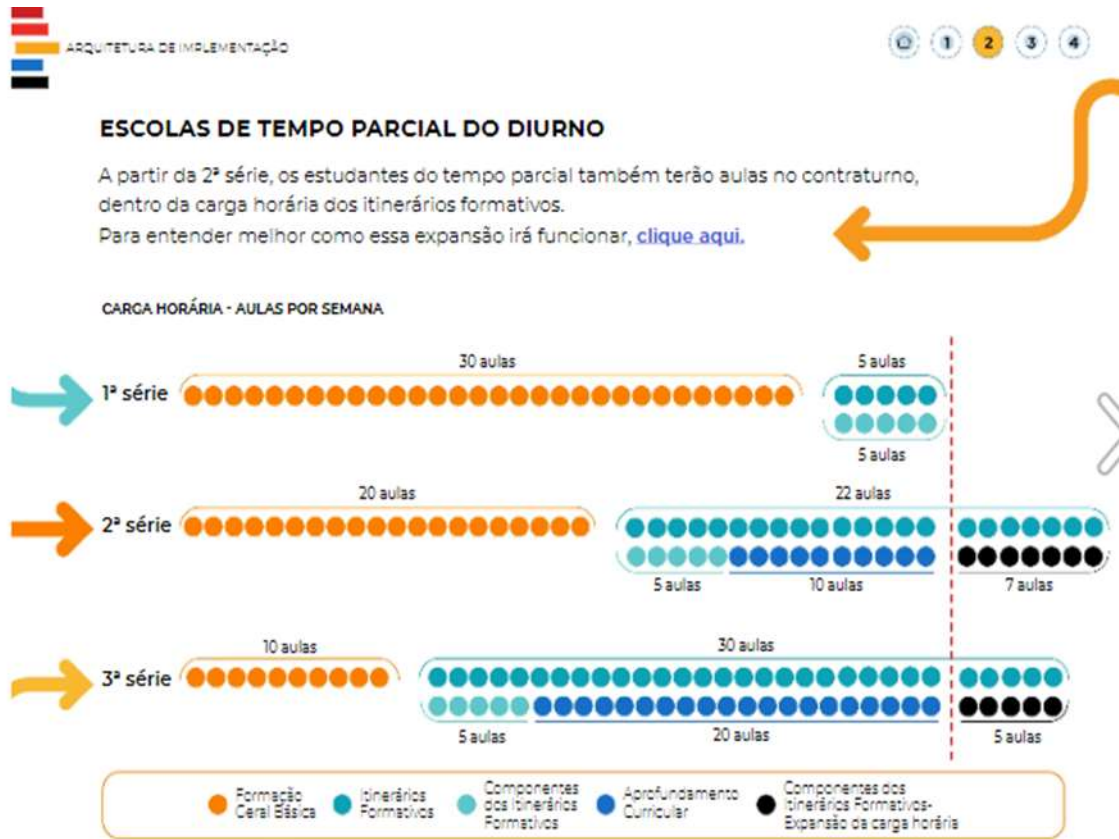 ARQUITETURA DE IMPLEMENTAÇÃO
1
2
3
4
ESCOLAS DE TEMPO PARCIAL DO DIURNO
A partir da 2ª série, os estudantes do tempo parcial também terão aulas no contraturno,
dentro da carga horária dos itinerários formativos.
Para entender melhor como essa expansão irá funcionar, clique aqui.
CARGA HORÁRIA - AULAS POR SEMANA
30 aulas
5 aulas
1ª série
5 aulas
20 aulas
22 aulas
2ª série
5 aulas
10 aulas
7 aulas
10 aulas
30 aulas
3ª série
5 aulas
20 aulas
5 aulas
Formação
Geral Básica
Itinerários
Formativos
Componentes
dos Itinerários
Formativos
Aprofundamento
Curricular
Componentes dos
Itinerários Formativos-
Expansão da carga horária